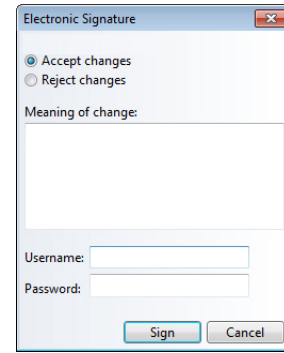 Electronic Signature
Accept changes
Reject changes
Meaning of change:
Username:
Password:
Sign Cancel